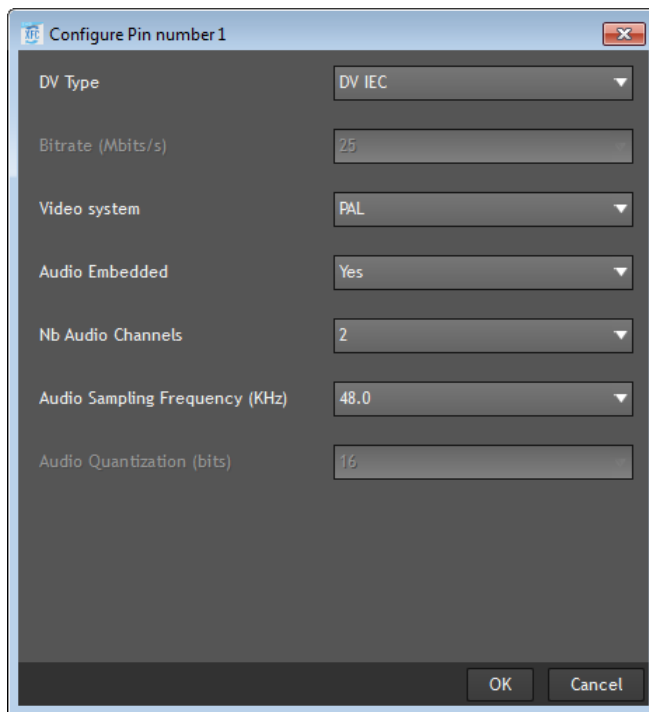 XFC Configure Pin number 1
DV Type DV IEC
Bitrate (Mbits/s) 25
Video system PAL
Audio Embedded Yes
Nb Audio Channels 2
Audio Sampling Frequency (KHz) 48.0
Audio Quantization (bits) 16
OK Cancel